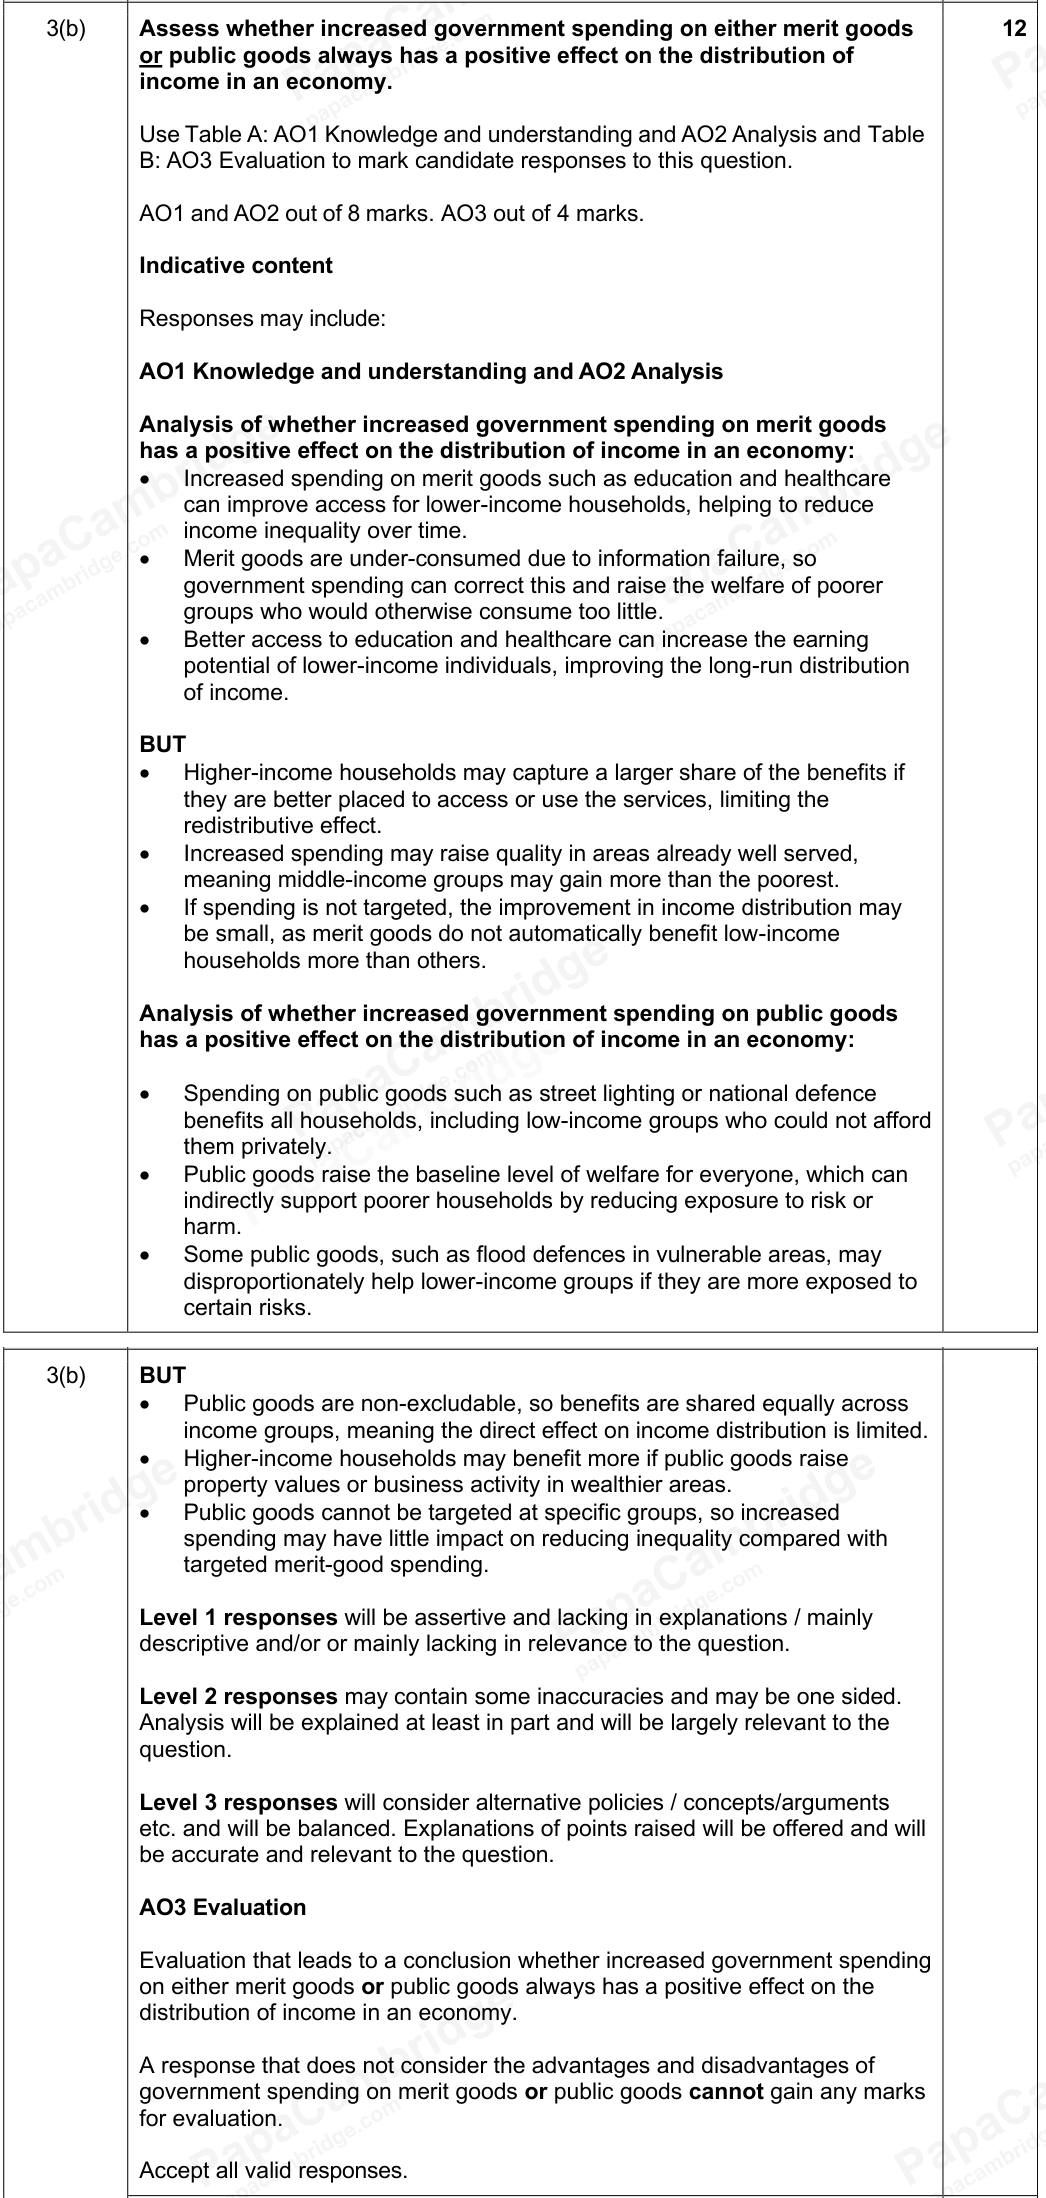 3(b)
Assess whether increased government spending on either merit goods
or public goods always has a positive effect on the distribution of
income in an economy.
12
Use Table A: AO1 Knowledge and understanding and AO2 Analysis and Table
B: AO3 Evaluation to mark candidate responses to this question.
AO1 and AO2 out of 8 marks. AO3 out of 4 marks.
Indicative content
Responses may include:
AO1 Knowledge and understanding and AO2 Analysis
Analysis of whether increased government spending on merit goods
has a positive effect on the distribution of income in an economy:
• Increased spending on merit goods such as education and healthcare
can improve access for lower-income households, helping to reduce
income inequality over time.
• Merit goods are under-consumed due to information failure, so
government spending can correct this and raise the welfare of poorer
groups who would otherwise consume too little.
• Better access to education and healthcare can increase the earning
potential of lower-income individuals, improving the long-run distribution
of income.
BUT
• Higher-income households may capture a larger share of the benefits if
they are better placed to access or use the services, limiting the
redistributive effect.
• Increased spending may raise quality in areas already well served,
meaning middle-income groups may gain more than the poorest.
• If spending is not targeted, the improvement in income distribution may
be small, as merit goods do not automatically benefit low-income
households more than others.
Analysis of whether increased government spending on public goods
has a positive effect on the distribution of income in an economy:
• Spending on public goods such as street lighting or national defence
benefits all households, including low-income groups who could not afford
them privately.
• Public goods raise the baseline level of welfare for everyone, which can
indirectly support poorer households by reducing exposure to risk or
harm.
• Some public goods, such as flood defences in vulnerable areas, may
disproportionately help lower-income groups if they are more exposed to
certain risks.
3(b)
BUT
• Public goods are non-excludable, so benefits are shared equally across
income groups, meaning the direct effect on income distribution is limited.
• Higher-income households may benefit more if public goods raise
property values or business activity in wealthier areas.
• Public goods cannot be targeted at specific groups, so increased
spending may have little impact on reducing inequality compared with
targeted merit-good spending.
Level 1 responses will be assertive and lacking in explanations / mainly
descriptive and/or or mainly lacking in relevance to the question.
Level 2 responses may contain some inaccuracies and may be one sided.
Analysis will be explained at least in part and will be largely relevant to the
question.
Level 3 responses will consider alternative policies / concepts/arguments
etc. and will be balanced. Explanations of points raised will be offered and will
be accurate and relevant to the question.
AO3 Evaluation
Evaluation that leads to a conclusion whether increased government spending
on either merit goods or public goods always has a positive effect on the
distribution of income in an economy.
A response that does not consider the advantages and disadvantages of
government spending on merit goods or public goods cannot gain any marks
for evaluation.
Accept all valid responses.